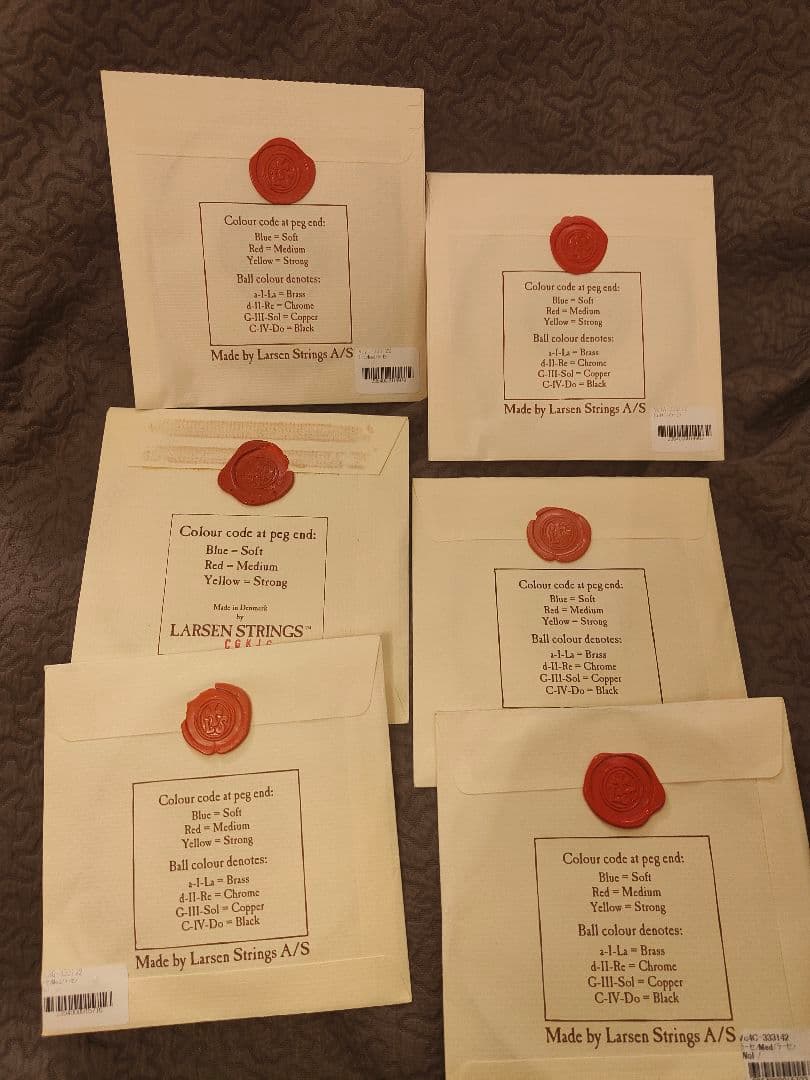 Colour code at peg end:
Blue = Soft
Red = Medium
Yellow = Strong
Ball colour denotes:
a-I-La = Brass
d-II-Re = Chrome
G-III-Sol = Copper
C-IV-Do = Black
Made by Larsen Strings A/S
Colour code at peg end:
Blue = Soft
Red = Medium
Yellow = Strong
Ball colour denotes:
a-I-La = Brass
d-II-Re = Chrome
G-III-Sol = Copper
C-IV-Do = Black
Made by Larsen Strings A/S
Colour code at peg end:
Blue = Soft
Red = Medium
Yellow = Strong
Made in Denmark
by
LARSEN STRINGS™
Colour code at peg end:
Blue = Soft
Red = Medium
Yellow = Strong
Ball colour denotes:
a-I-La = Brass
d-II-Re = Chrome
G-III-Sol = Copper
C-IV-Do = Black
Colour code at peg end:
Blue = Soft
Red = Medium
Yellow = Strong
Ball colour denotes:
a-I-La = Brass
d-II-Re = Chrome
G-III-Sol = Copper
C-IV-Do = Black
Made by Larsen Strings A/S
Colour code at peg end:
Blue = Soft
Red = Medium
Yellow = Strong
Ball colour denotes:
a-I-La = Brass
d-II-Re = Chrome
G-III-Sol = Copper
C-IV-Do = Black
Made by Larsen Strings A/S